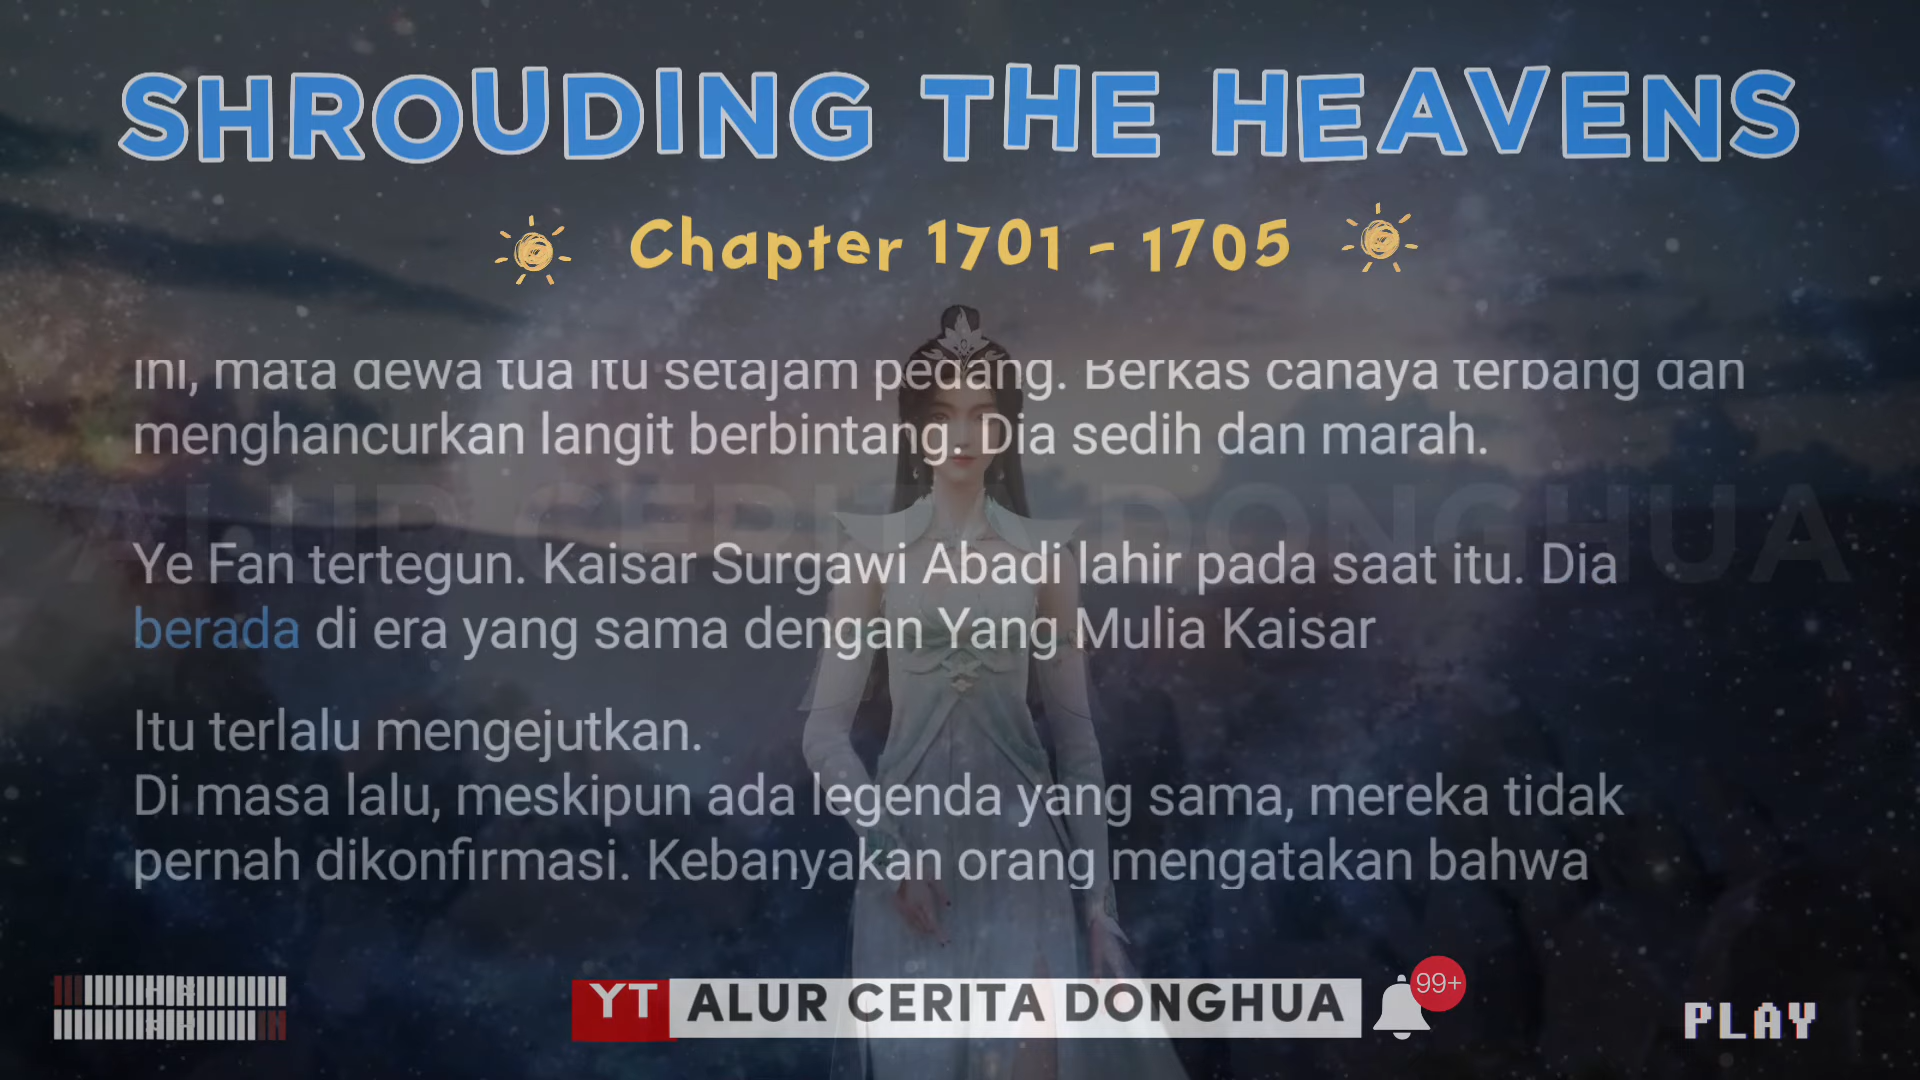 SHROUDING THE HEAVENS
Chapter 1701 - 1705
ini, mata dewa tua itu setajam pedang. Berkas cahaya terbang dan
menghancurkan langit berbintang. Dia sedih dan marah.
ALUR CERITA DONGHUA
Ye Fan tertegun. Kaisar Surgawi Abadi lahir pada saat itu. Dia
berada di era yang sama dengan Yang Mulia Kaisar
Itu terlalu mengejutkan.
Di masa lalu, meskipun ada legenda yang sama, mereka tidak
pernah dikonfirmasi. Kebanyakan orang mengatakan bahwa
YT ALUR CERITA DONGHUA 99+
PLAY